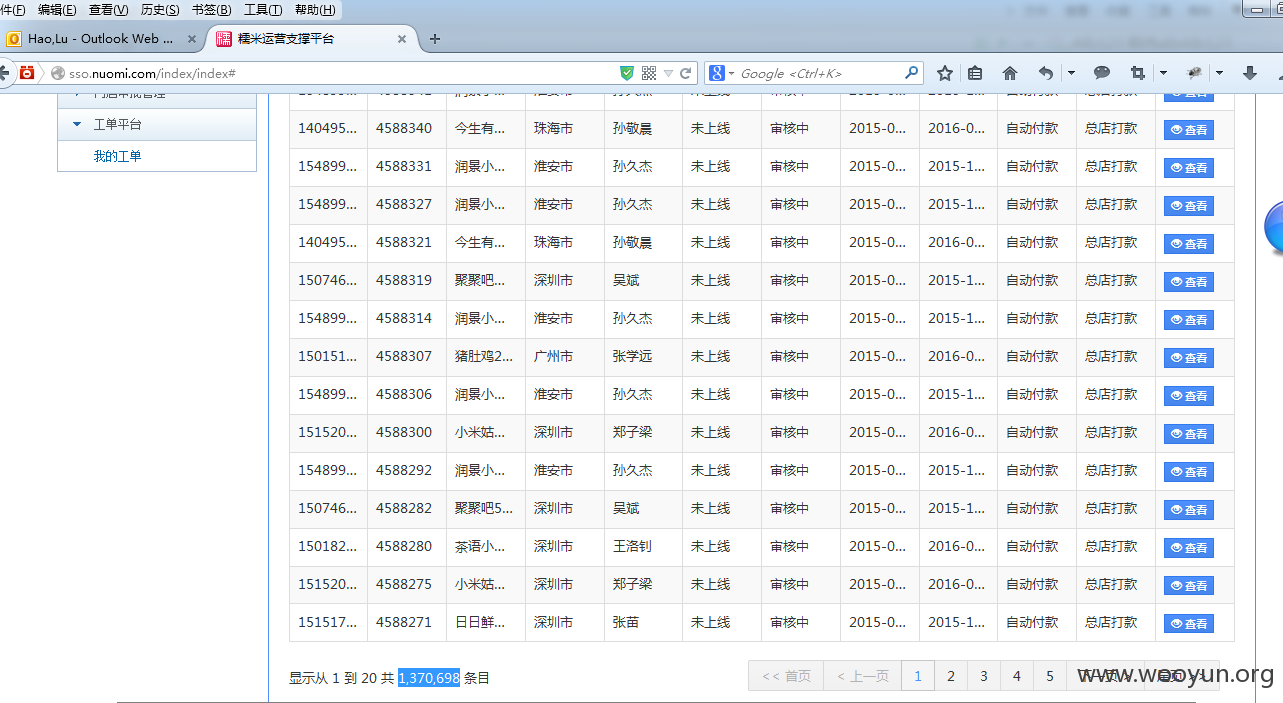 件(F) 编辑(E) 查看(V) 历史(S) 书签(B) 工具(T) 帮助(H)
Hao,Lu - Outlook Web ... × 糯米运营支撑平台 × +
sso.nuomi.com/index/index# Google <Ctrl+K>
工单平台
我的工单
140495... 4588340 今生有... 珠海市 孙敬晨 未上线 审核中 2015-0... 2016-0... 自动付款 总店打款 查看
154899... 4588331 润景小... 淮安市 孙久杰 未上线 审核中 2015-0... 2015-1... 自动付款 总店打款 查看
154899... 4588327 润景小... 淮安市 孙久杰 未上线 审核中 2015-0... 2015-1... 自动付款 总店打款 查看
140495... 4588321 今生有... 珠海市 孙敬晨 未上线 审核中 2015-0... 2016-0... 自动付款 总店打款 查看
150746... 4588319 聚聚吧... 深圳市 吴斌 未上线 审核中 2015-0... 2015-1... 自动付款 总店打款 查看
154899... 4588314 润景小... 淮安市 孙久杰 未上线 审核中 2015-0... 2015-1... 自动付款 总店打款 查看
150151... 4588307 猪肚鸡2... 广州市 张学远 未上线 审核中 2015-0... 2016-0... 自动付款 总店打款 查看
154899... 4588306 润景小... 淮安市 孙久杰 未上线 审核中 2015-0... 2015-1... 自动付款 总店打款 查看
151520... 4588300 小米姑... 深圳市 郑子梁 未上线 审核中 2015-0... 2016-0... 自动付款 总店打款 查看
154899... 4588292 润景小... 淮安市 孙久杰 未上线 审核中 2015-0... 2015-1... 自动付款 总店打款 查看
150746... 4588282 聚聚吧5... 深圳市 吴斌 未上线 审核中 2015-0... 2015-1... 自动付款 总店打款 查看
150182... 4588280 茶语小... 深圳市 王洛钊 未上线 审核中 2015-0... 2016-0... 自动付款 总店打款 查看
151520... 4588275 小米姑... 深圳市 郑子梁 未上线 审核中 2015-0... 2016-0... 自动付款 总店打款 查看
151517... 4588271 日日鲜... 深圳市 张苗 未上线 审核中 2015-0... 2015-1... 自动付款 总店打款 查看
显示从 1 到 20 共 1,370,698 条目 << 首页 < 上一页 1 2 3 4 5
www.wooyun.org